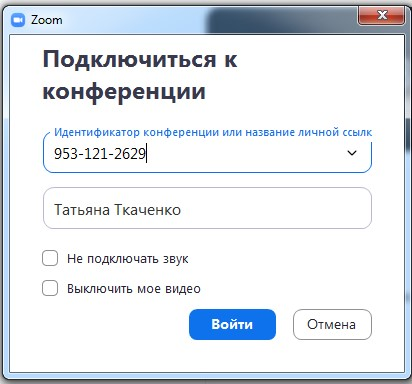 Zoom
Подключиться к
конференции
Идентификатор конференции или название личной ссылк
953-121-2629
Татьяна Ткаченко
Не подключать звук
Выключить мое видео
Войти
Отмена